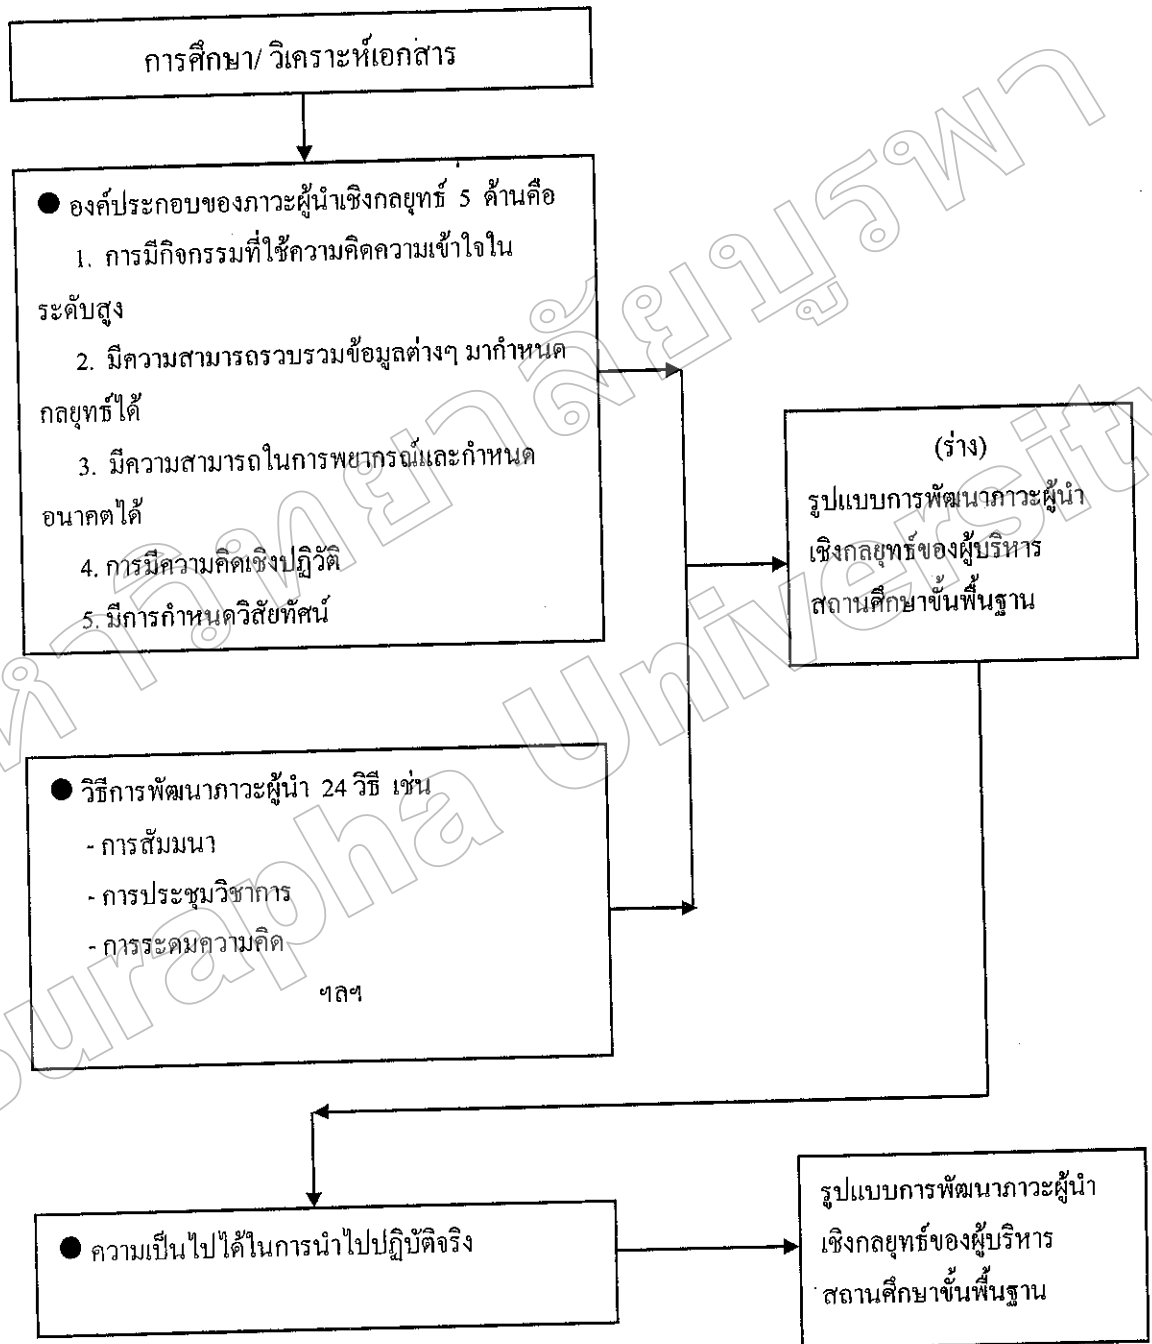 การศึกษา/ วิเคราะห์เอกสาร
● องค์ประกอบของภาวะผู้นำเชิงกลยุทธ์ 5 ด้านคือ
1. การมีกิจกรรมที่ใช้ความคิดความเข้าใจใน
ระดับสูง
2. มีความสามารถรวบรวมข้อมูลต่างๆ มากำหนด
กลยุทธ์ได้
3. มีความสามารถในการพยากรณ์และกำหนด
อนาคตได้
4. การมีความคิดเชิงปฏิวัติ
5. มีการกำหนดวิสัยทัศน์
(ร่าง)
รูปแบบการพัฒนาภาวะผู้นำ
เชิงกลยุทธ์ของผู้บริหาร
สถานศึกษาขั้นพื้นฐาน
● วิธีการพัฒนาภาวะผู้นำ 24 วิธี เช่น
- การสัมมนา
- การประชุมวิชาการ
- การระดมความคิด
ฯลฯ
● ความเป็นไปได้ในการนำไปปฏิบัติจริง
รูปแบบการพัฒนาภาวะผู้นำ
เชิงกลยุทธ์ของผู้บริหาร
สถานศึกษาขั้นพื้นฐาน
มหาวิทยาลัยบูรพา
Burapha University